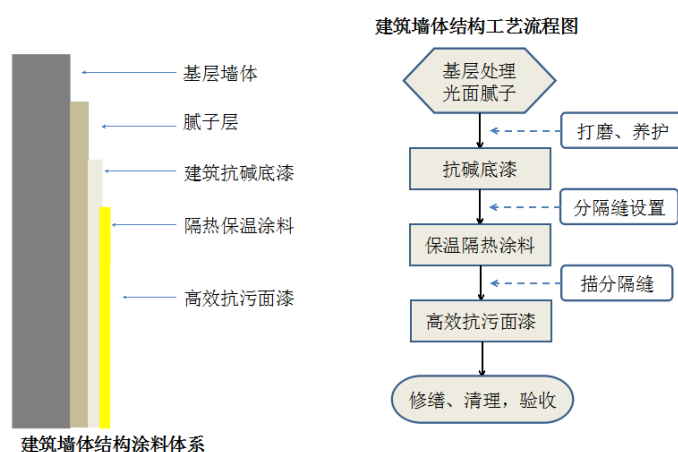 建筑墙体结构工艺流程图
基层墙体
腻子层
建筑抗碱底漆
隔热保温涂料
高效抗污面漆
建筑墙体结构涂料体系
基层处理
光面腻子
打磨、养护
抗碱底漆
分隔缝设置
保温隔热涂料
描分隔缝
高效抗污面漆
修缮、清理，验收